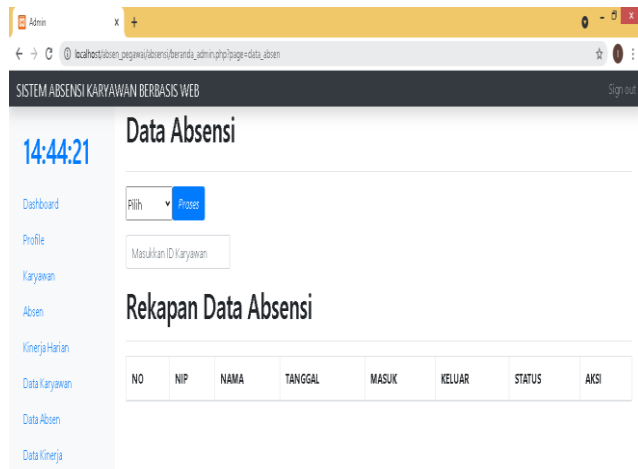 Admin
localhost/absen_pegawai/absensi/beranda_admin.php?page=data_absen
SISTEM ABSENSI KARYAWAN BERBASIS WEB
Sign out
14:44:21
Dashboard
Profile
Karyawan
Absen
Kinerja Harian
Data Karyawan
Data Absen
Data Kinerja
Data Absensi
Pilih
Proses
Masukkan ID Karyawan
Rekapan Data Absensi
NO NIP NAMA TANGGAL MASUK KELUAR STATUS AKSI